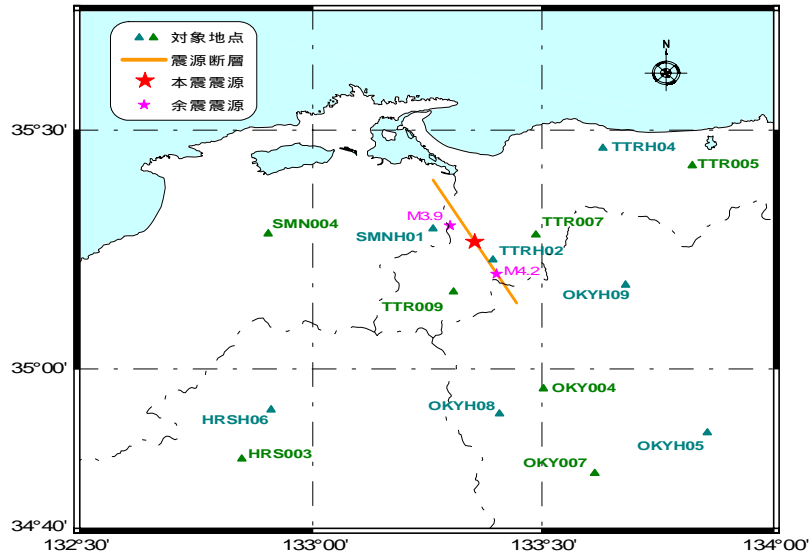 対象地点
震源断層
本震震源
余震震源
N
35°30'
TTRH04
TTR005
SMN004
M3.9
TTR007
SMNH01
TTRH02
M4.2
OKYH09
TTR009
35°00'
OKY004
HRSH06
OKYH08
OKYH05
HRS003
OKY007
34°40'
132°30'
133°00'
133°30'
134°00'